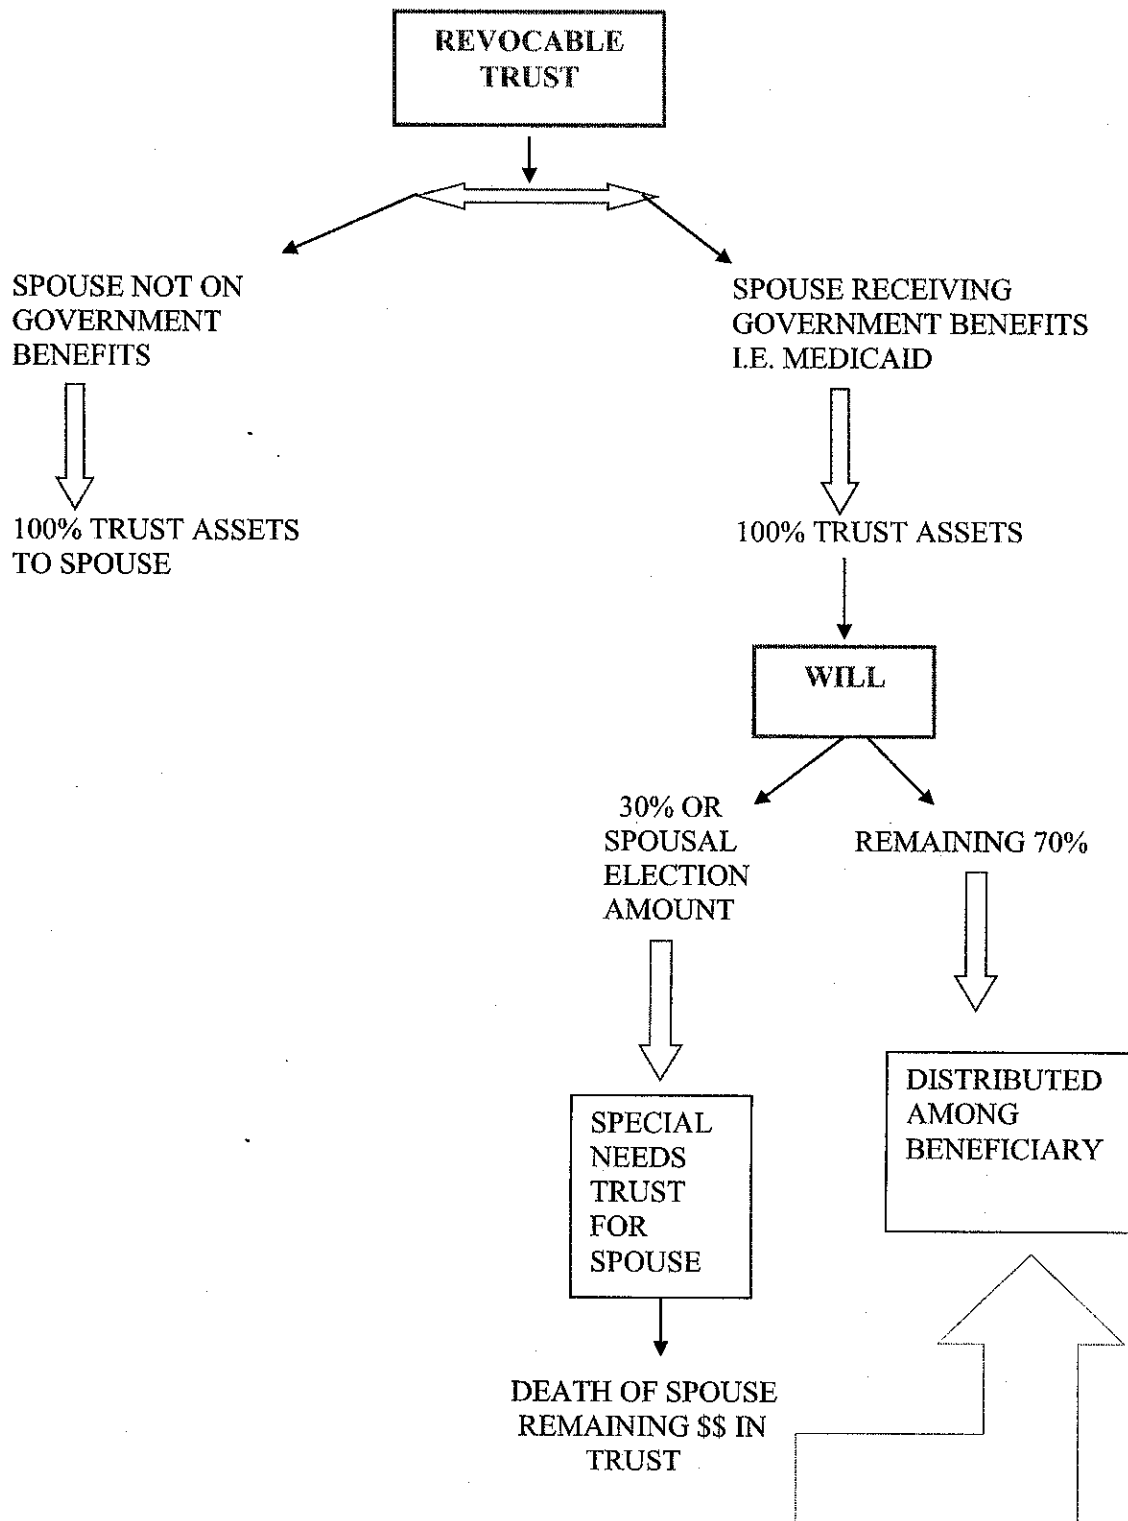 REVOCABLE
TRUST
SPOUSE NOT ON
GOVERNMENT
BENEFITS
SPOUSE RECEIVING
GOVERNMENT BENEFITS
I.E. MEDICAID
100% TRUST ASSETS
TO SPOUSE
100% TRUST ASSETS
WILL
30% OR
SPOUSAL
ELECTION
AMOUNT
REMAINING 70%
SPECIAL
NEEDS
TRUST
FOR
SPOUSE
DISTRIBUTED
AMONG
BENEFICIARY
DEATH OF SPOUSE
REMAINING $$ IN
TRUST